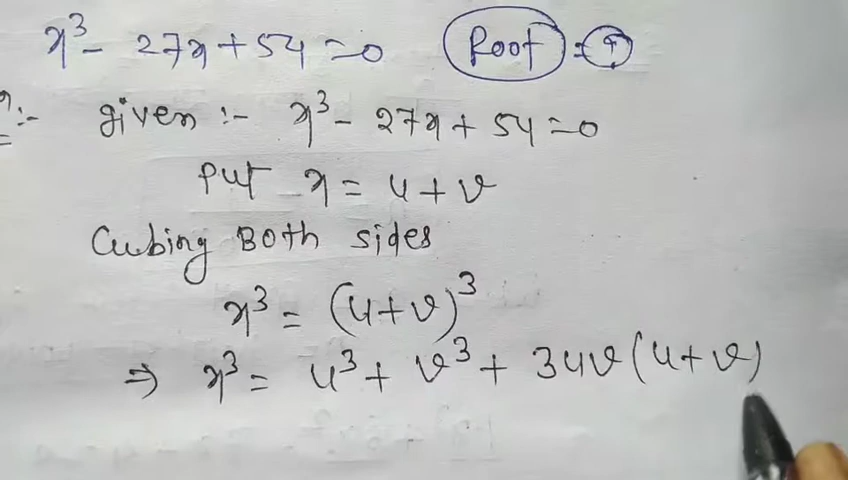 x³ - 27x + 54 = 0 Root = ?
given :- x³ - 27x + 54 = 0
Put x = u + v
Cubing Both sides
x³ = (u + v)³
⇒ x³ = u³ + v³ + 3uv(u + v)